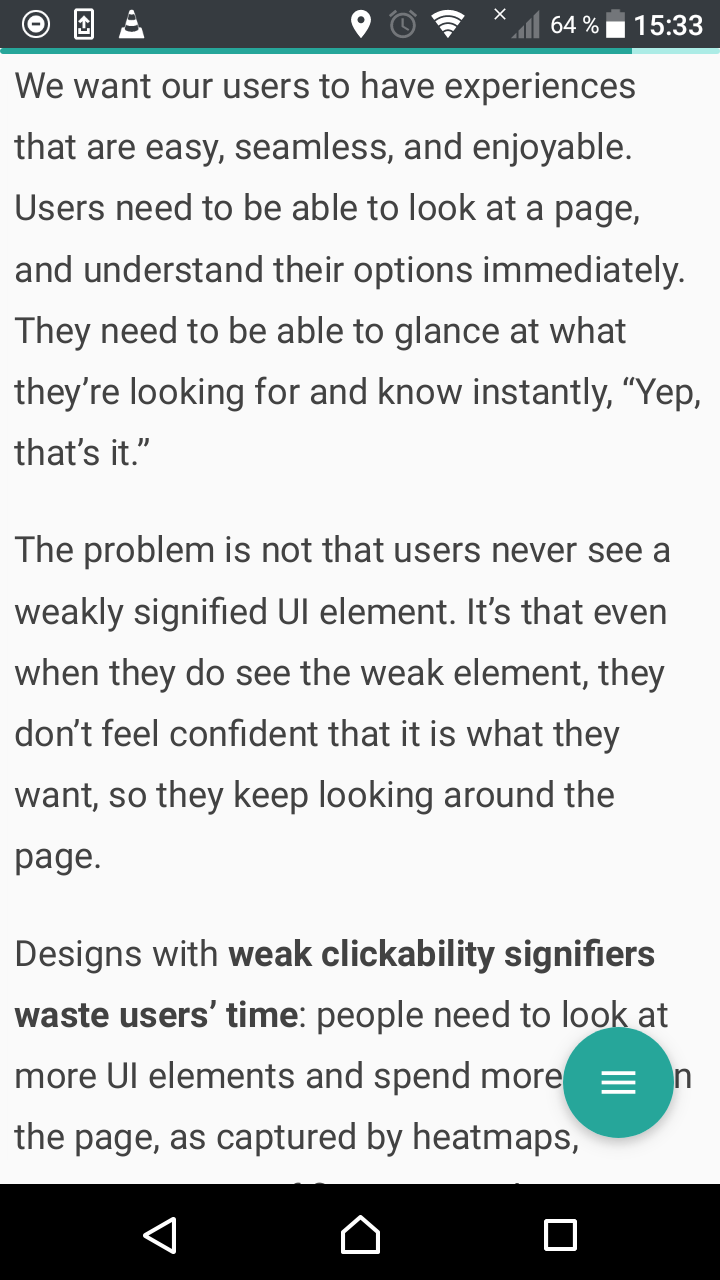 64 % 15:33
We want our users to have experiences
that are easy, seamless, and enjoyable.
Users need to be able to look at a page,
and understand their options immediately.
They need to be able to glance at what
they’re looking for and know instantly, “Yep,
that’s it.”
The problem is not that users never see a
weakly signified UI element. It’s that even
when they do see the weak element, they
don’t feel confident that it is what they
want, so they keep looking around the
page.
Designs with weak clickability signifiers
waste users’ time: people need to look at
more UI elements and spend more
the page, as captured by heatmaps,